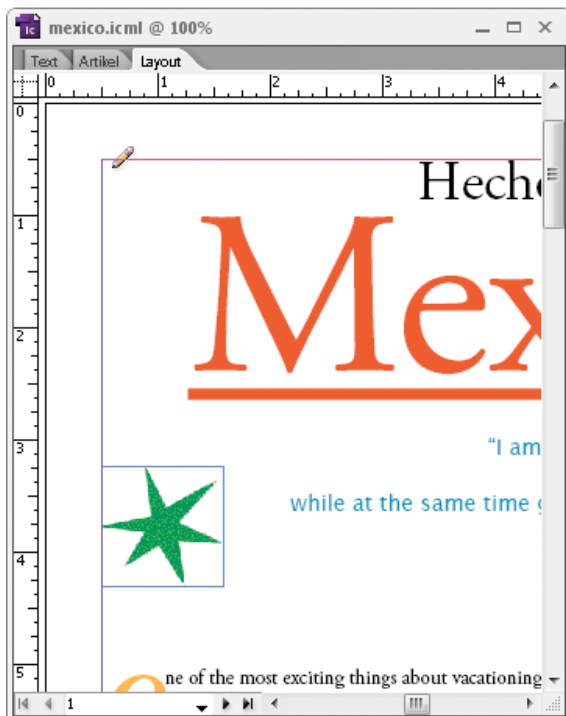 Ic mexico.icml @ 100%
Text Artikel Layout
0 1 2 3 4
0
Hech
1
Mex
2
3
"I am
while at the same time
4
5
ne of the most exciting things about vacationing
1